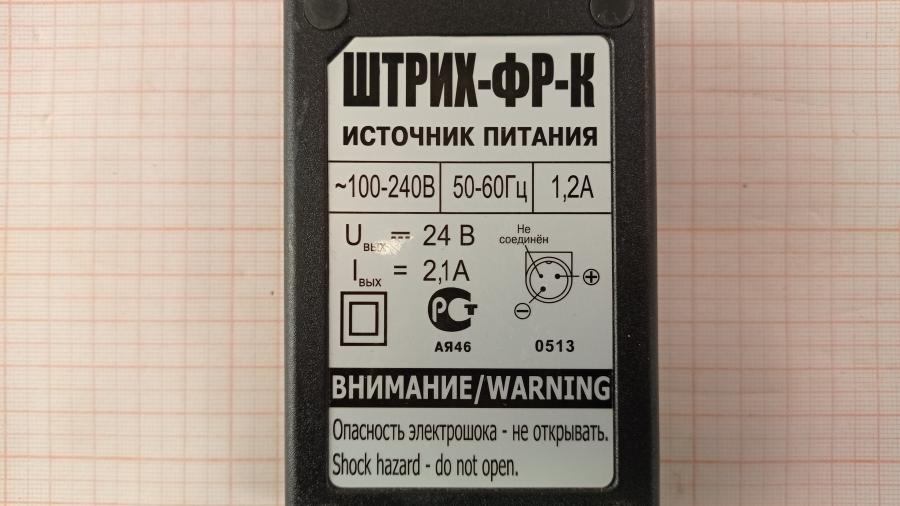 ШТРИХ-ФР-К
ИСТОЧНИК ПИТАНИЯ
~100-240В 50-60Гц 1,2А
Uвых = 24 В
Не
соединён
Iвых = 2,1А
+
−
РСТ
АЯ46
0513
ВНИМАНИЕ/WARNING
Опасность электрошока - не открывать.
Shock hazard - do not open.